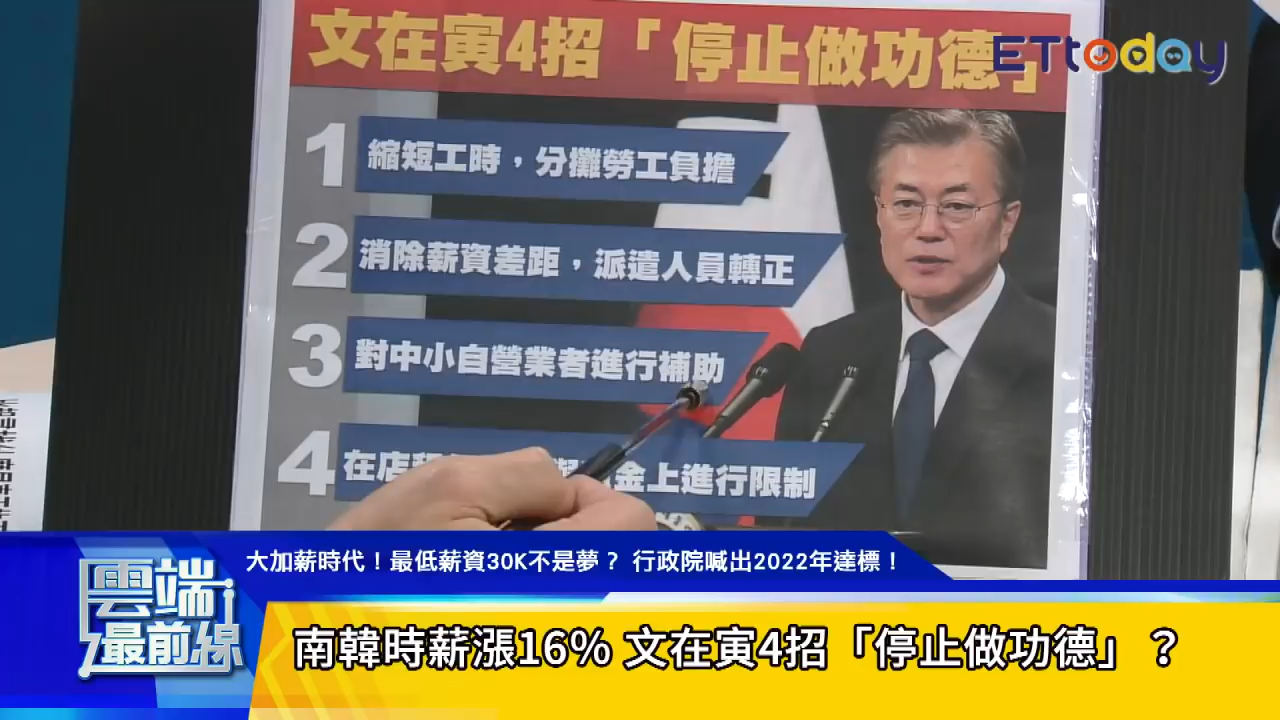 文在寅4招「停止做功德」
ETtoday
1 縮短工時，分攤勞工負擔
2 消除薪資差距，派遣人員轉正
3 對中小自營業者進行補助
4 在店 金上進行限制
大加薪時代！最低薪資30K不是夢？ 行政院喊出2022年達標！
雲端
最前線
南韓時薪漲16% 文在寅4招「停止做功德」？